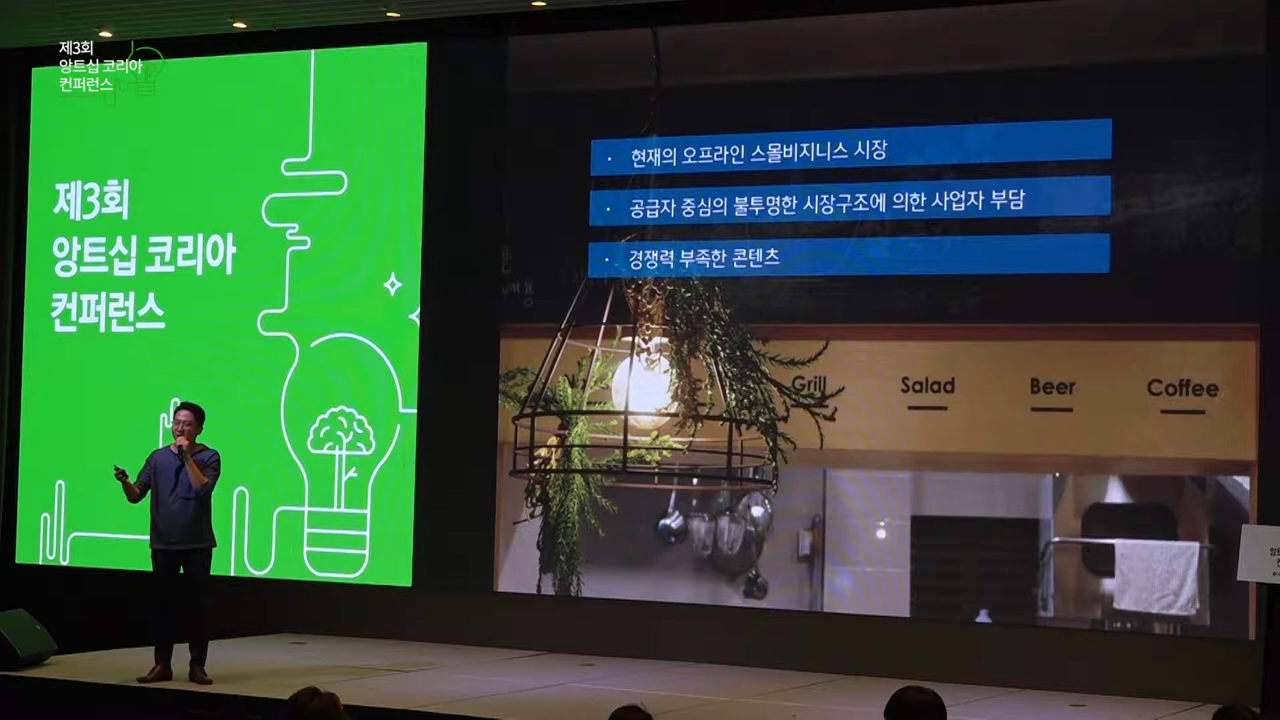 제3회
앙트십 코리아
컨퍼런스
제3회
앙트십 코리아
컨퍼런스
· 현재의 오프라인 스몰비지니스 시장
· 공급자 중심의 불투명한 시장구조에 의한 사업자 부담
· 경쟁력 부족한 콘텐츠
Grill
Salad
Beer
Coffee